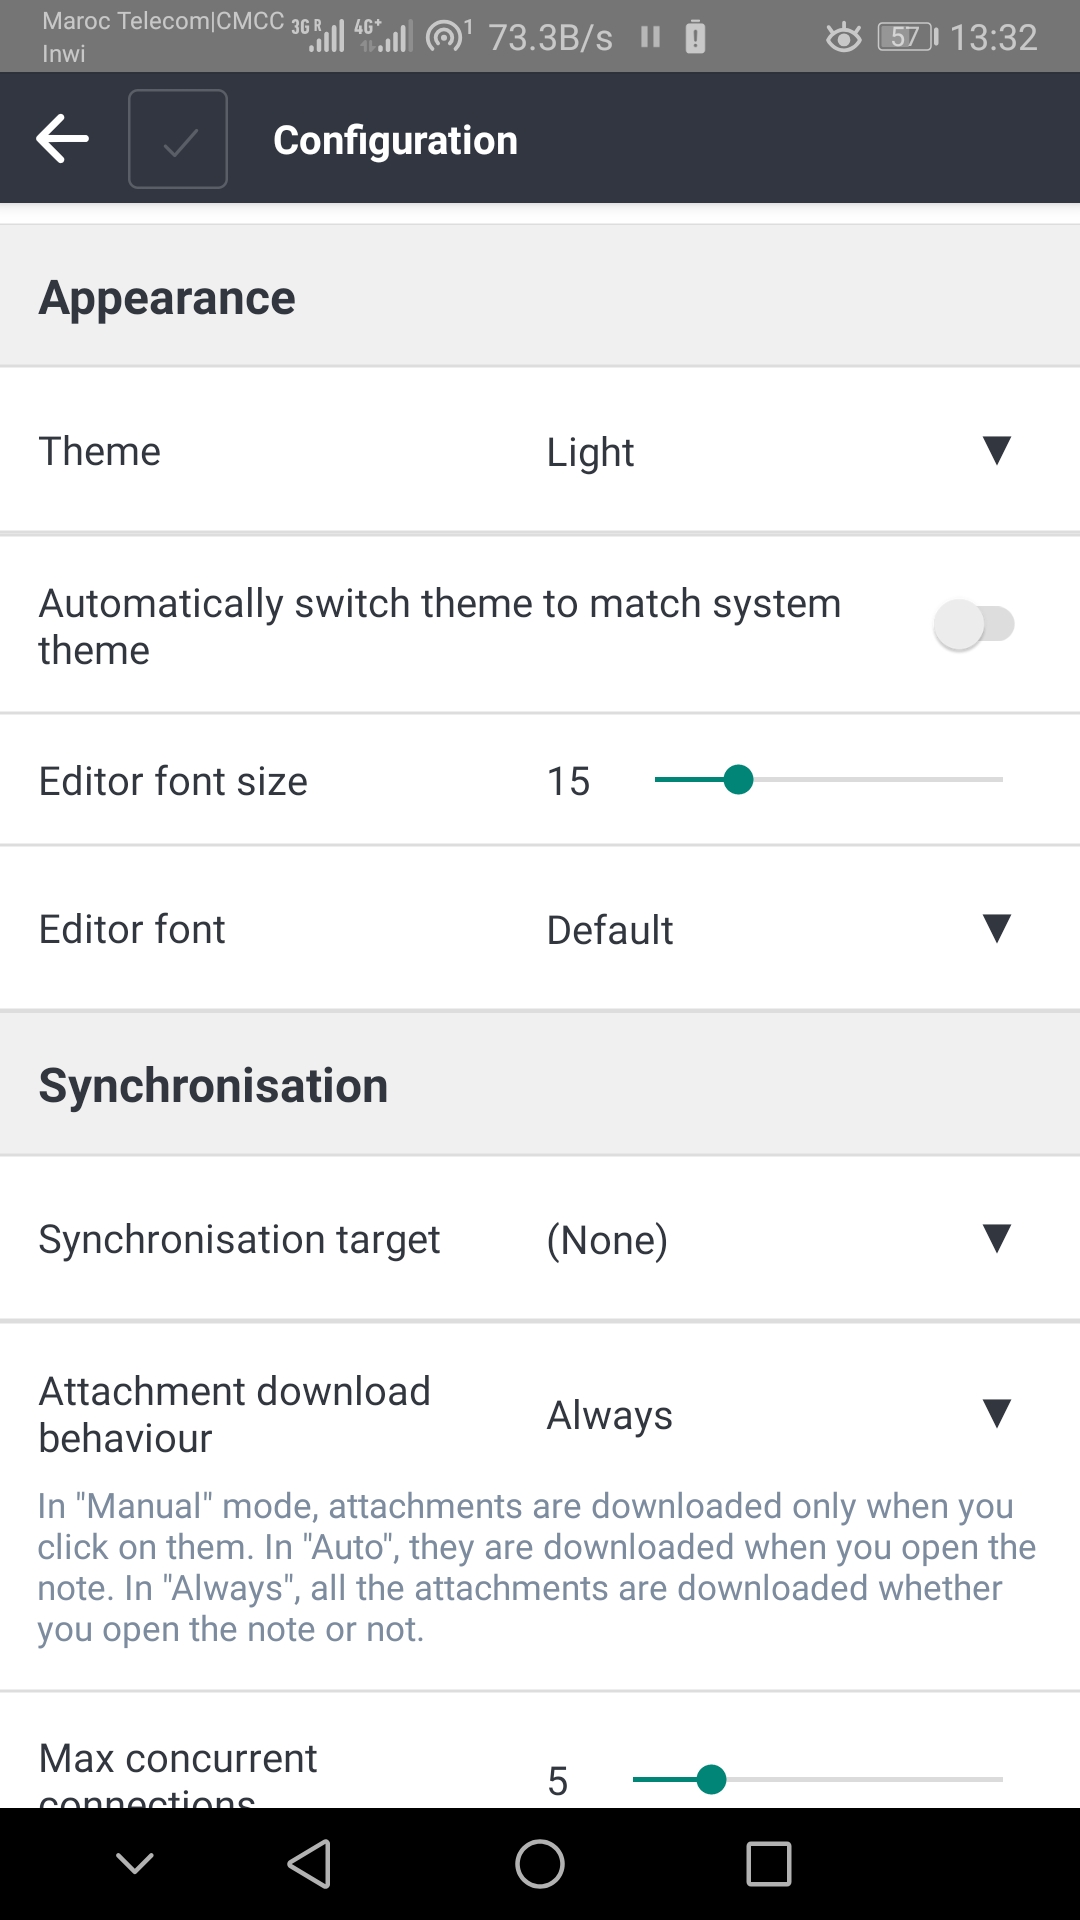 Maroc Telecom|CMCC 3G R 4G+ 1 73.3B/s 57 13:32
Inwi
Configuration
Appearance
Theme Light
Automatically switch theme to match system
theme
Editor font size 15
Editor font Default
Synchronisation
Synchronisation target (None)
Attachment download
behaviour Always
In "Manual" mode, attachments are downloaded only when you
click on them. In "Auto", they are downloaded when you open the
note. In "Always", all the attachments are downloaded whether
you open the note or not.
Max concurrent
connections 5